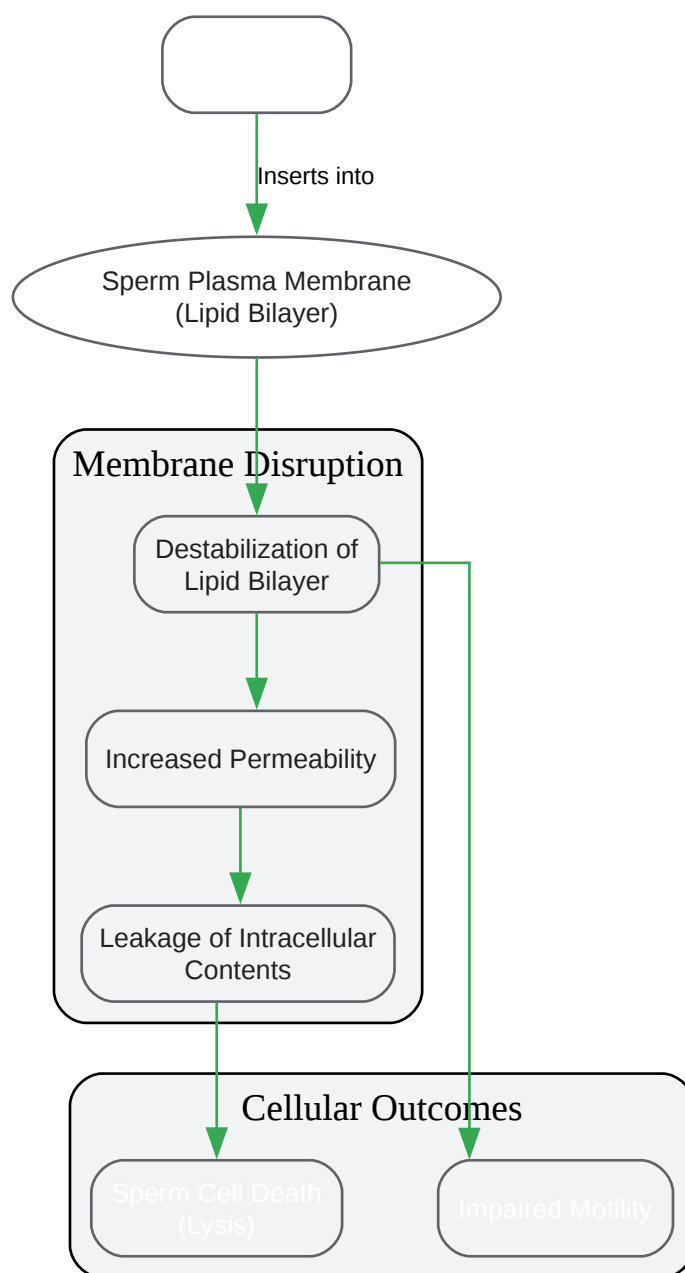 Inserts into
Sperm Plasma Membrane
(Lipid Bilayer)
Membrane Disruption
Destabilization of
Lipid Bilayer
Increased Permeability
Leakage of Intracellular
Contents
Cellular Outcomes
Sperm Cell Death
(Lysis)
Impaired Motility